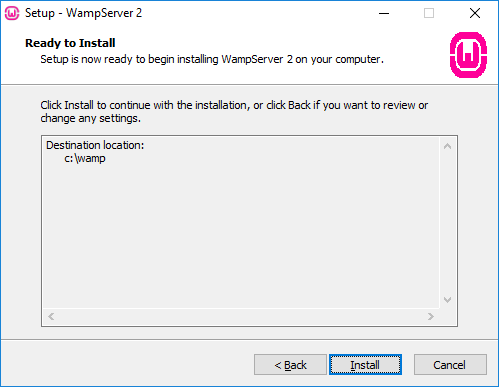 Setup - WampServer 2
Ready to Install
Setup is now ready to begin installing WampServer 2 on your computer.
Click Install to continue with the installation, or click Back if you want to review or
change any settings.
Destination location:
c:\wamp
< Back
Install
Cancel